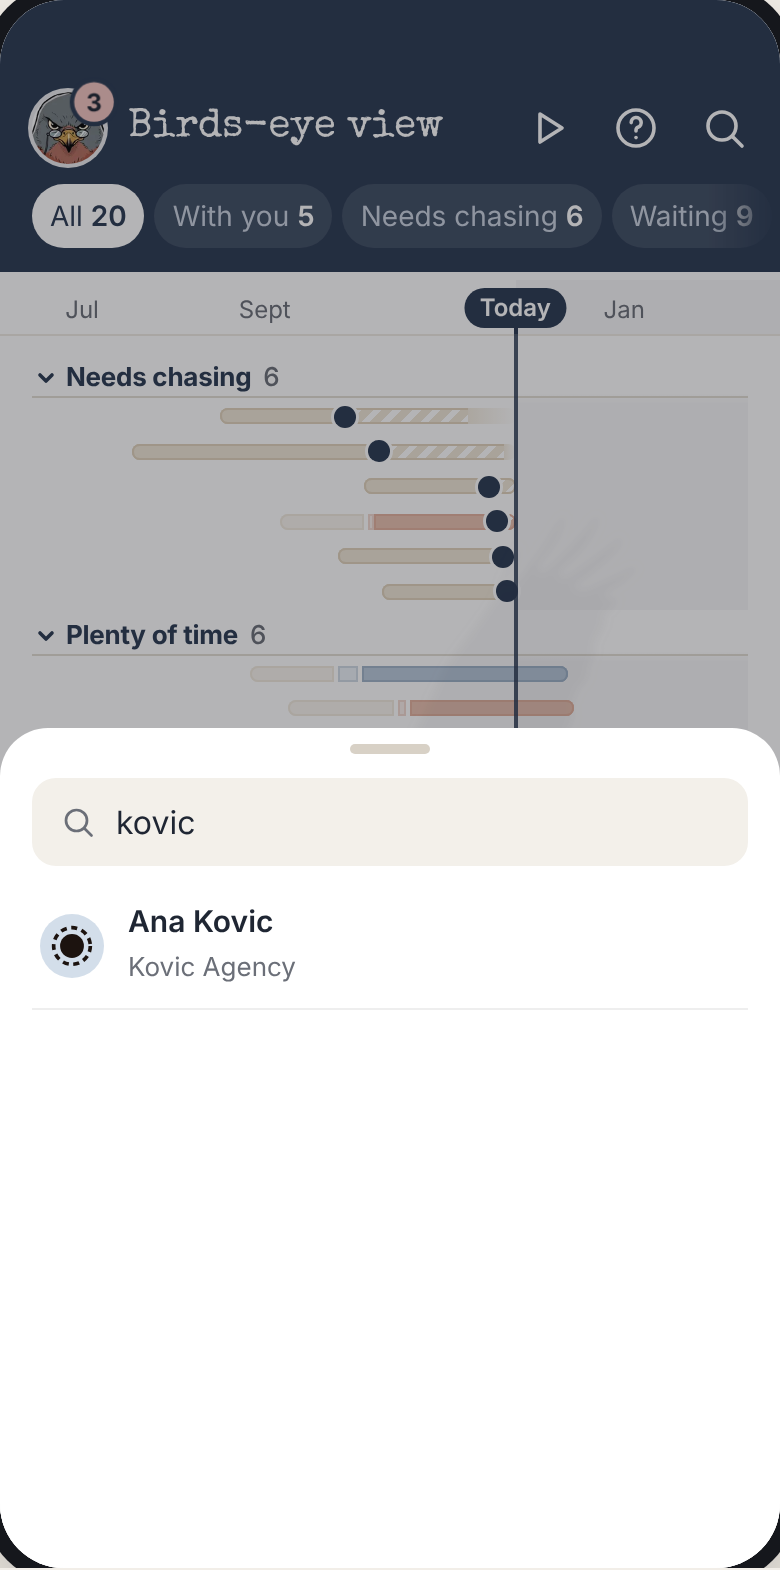 3
Birds-eye view
All 20
With you 5
Needs chasing 6
Waiting 9
Jul
Sept
Today
Jan
Needs chasing 6
Plenty of time 6
kovic
Ana Kovic
Kovic Agency